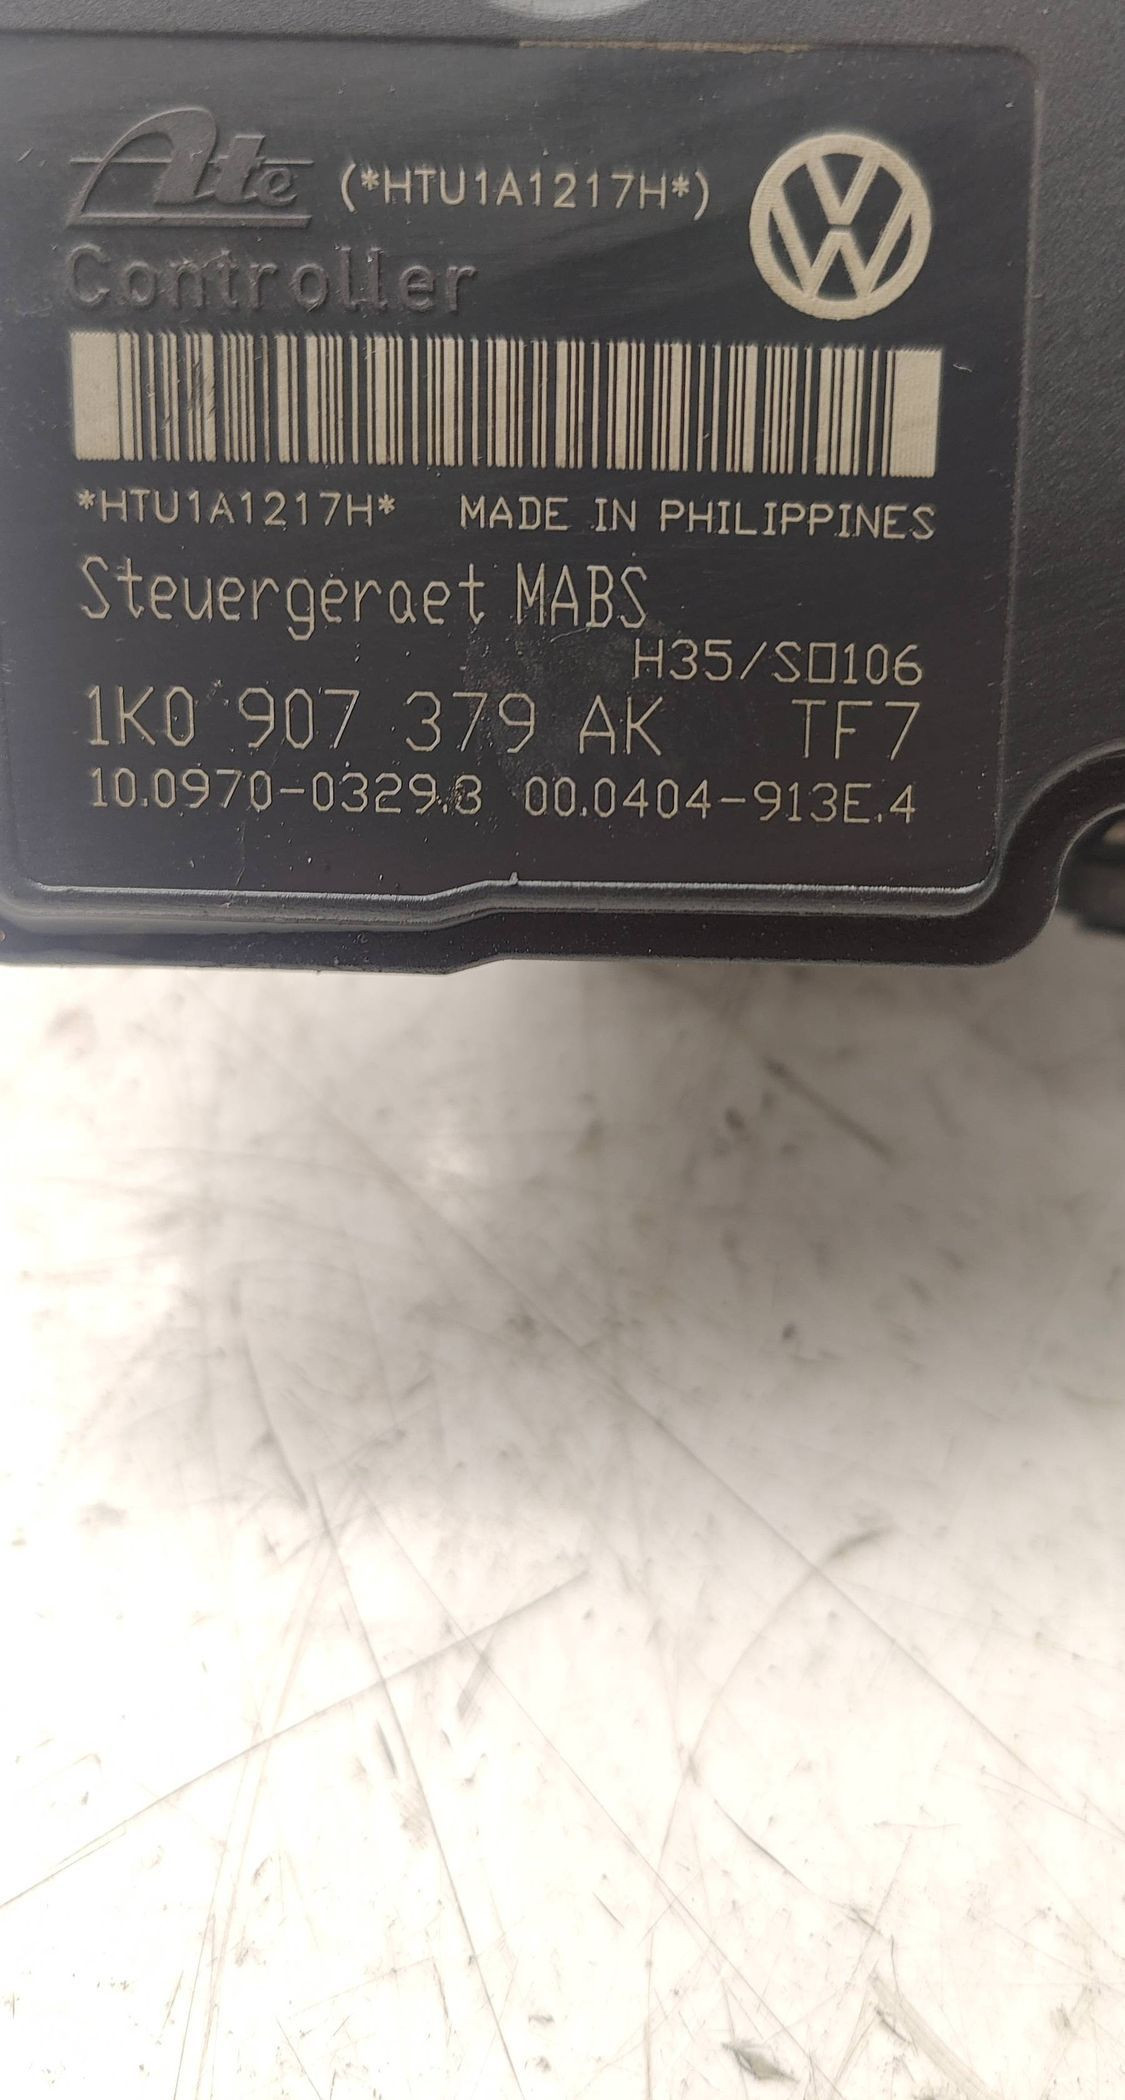 Ate (*HTU1A1217H*)
Controller
*HTU1A1217H* MADE IN PHILIPPINES
Steuergeraet MABS
H35/S□106
1K0 907 379 AK TF7
10.0970-0329.3 00.0404-913E.4